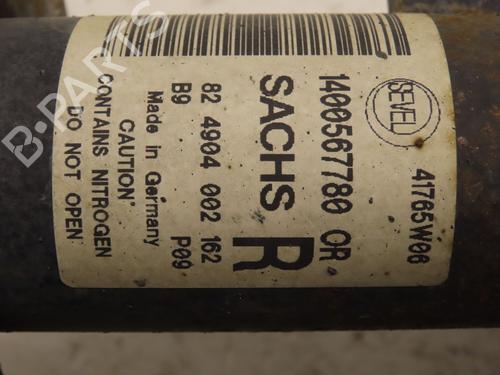 SEVEL
41765W06
1400567780 OR
SACHS R
82 4904 002 162
B9 P09
Made in Germany
CAUTION'
CONTAINS NITROGEN
DO NOT OPEN'
B-PARTS